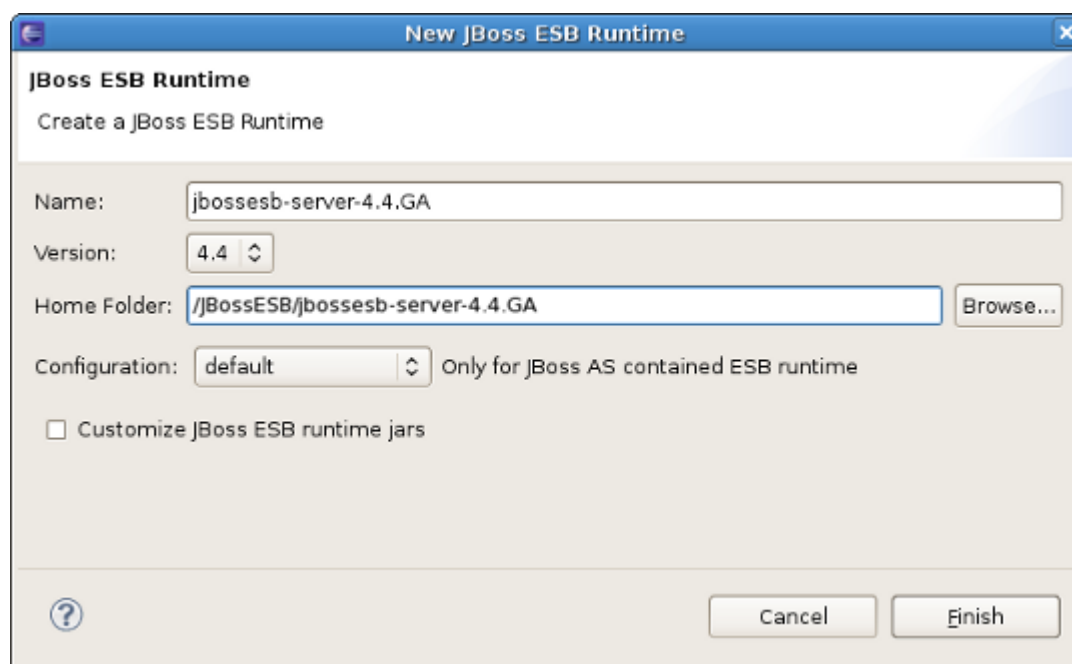 New JBoss ESB Runtime
JBoss ESB Runtime
Create a JBoss ESB Runtime
Name: jbossesb-server-4.4.GA
Version: 4.4
Home Folder: /JBossESB/jbossesb-server-4.4.GA Browse...
Configuration: default Only for JBoss AS contained ESB runtime
Customize JBoss ESB runtime jars
? Cancel Finish